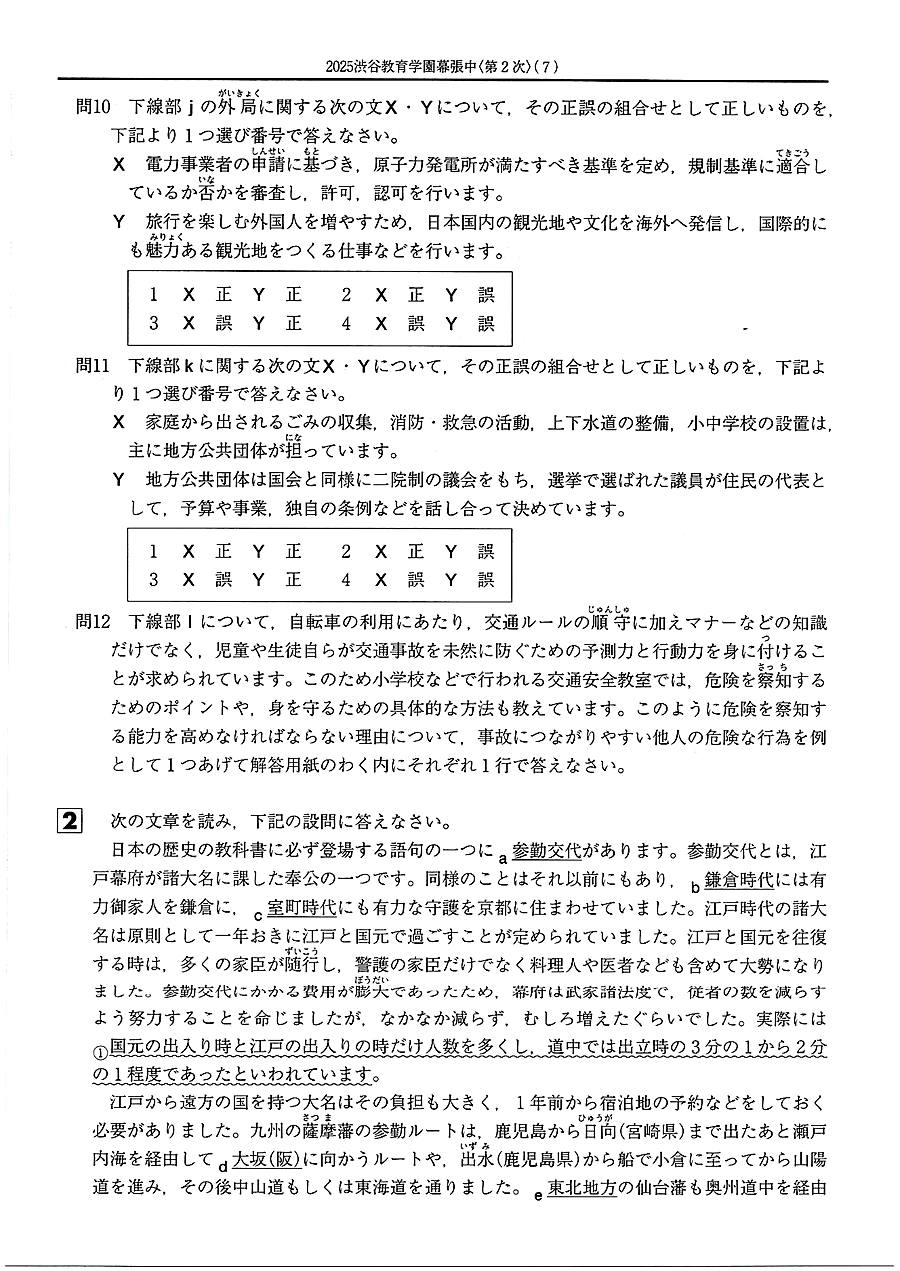 2025渋谷教育学園幕張中〈第2次〉(7)
問10 下線部jの外局に関する次の文X・Yについて，その正誤の組合せとして正しいものを，
下記より1つ選び番号で答えなさい。
X 電力事業者の申請に基づき，原子力発電所が満たすべき基準を定め，規制基準に適合し
ているか否かを審査し，許可，認可を行います。
Y 旅行を楽しむ外国人を増やすため，日本国内の観光地や文化を海外へ発信し，国際的に
も魅力ある観光地をつくる仕事などを行います。
1 X 正 Y 正 2 X 正 Y 誤
3 X 誤 Y 正 4 X 誤 Y 誤
問11 下線部kに関する次の文X・Yについて，その正誤の組合せとして正しいものを，下記よ
り1つ選び番号で答えなさい。
X 家庭から出されるごみの収集，消防・救急の活動，上下水道の整備，小中学校の設置は，
主に地方公共団体が担っています。
Y 地方公共団体は国会と同様に二院制の議会をもち，選挙で選ばれた議員が住民の代表と
して，予算や事業，独自の条例などを話し合って決めています。
1 X 正 Y 正 2 X 正 Y 誤
3 X 誤 Y 正 4 X 誤 Y 誤
問12 下線部lについて，自転車の利用にあたり，交通ルールの順守に加えマナーなどの知識
だけでなく，児童や生徒自らが交通事故を未然に防ぐための予測力と行動力を身に付けるこ
とが求められています。このため小学校などで行われる交通安全教室では，危険を察知する
ためのポイントや，身を守るための具体的な方法も教えています。このように危険を察知す
る能力を高めなければならない理由について，事故につながりやすい他人の危険な行為を例
として1つあげて解答用紙のわく内にそれぞれ1行で答えなさい。
2 次の文章を読み，下記の設問に答えなさい。
日本の歴史の教科書に必ず登場する語句の一つにa参勤交代があります。参勤交代とは，江
戸幕府が諸大名に課した奉公の一つです。同様のことはそれ以前にもあり，b鎌倉時代には有
力御家人を鎌倉に，c室町時代にも有力な守護を京都に住まわせていました。江戸時代の諸大
名は原則として一年おきに江戸と国元で過ごすことが定められていました。江戸と国元を往復
する時は，多くの家臣が随行し，警護の家臣だけでなく料理人や医者なども含めて大勢になり
ました。参勤交代にかかる費用が膨大であったため，幕府は武家諸法度で，従者の数を減らす
よう努力することを命じましたが，なかなか減らず，むしろ増えたぐらいでした。実際には
①国元の出入り時と江戸の出入りの時だけ人数を多くし，道中では出立時の3分の1から2分
の1程度であったといわれています。
江戸から遠方の国を持つ大名はその負担も大きく，1年前から宿泊地の予約などをしておく
必要がありました。九州の薩摩藩の参勤ルートは，鹿児島から日向(宮崎県)まで出たあと瀬戸
内海を経由してd大坂(阪)に向かうルートや，出水(鹿児島県)から船で小倉に至ってから山陽
道を進み，その後中山道もしくは東海道を通りました。e東北地方の仙台藩も奥州道中を経由